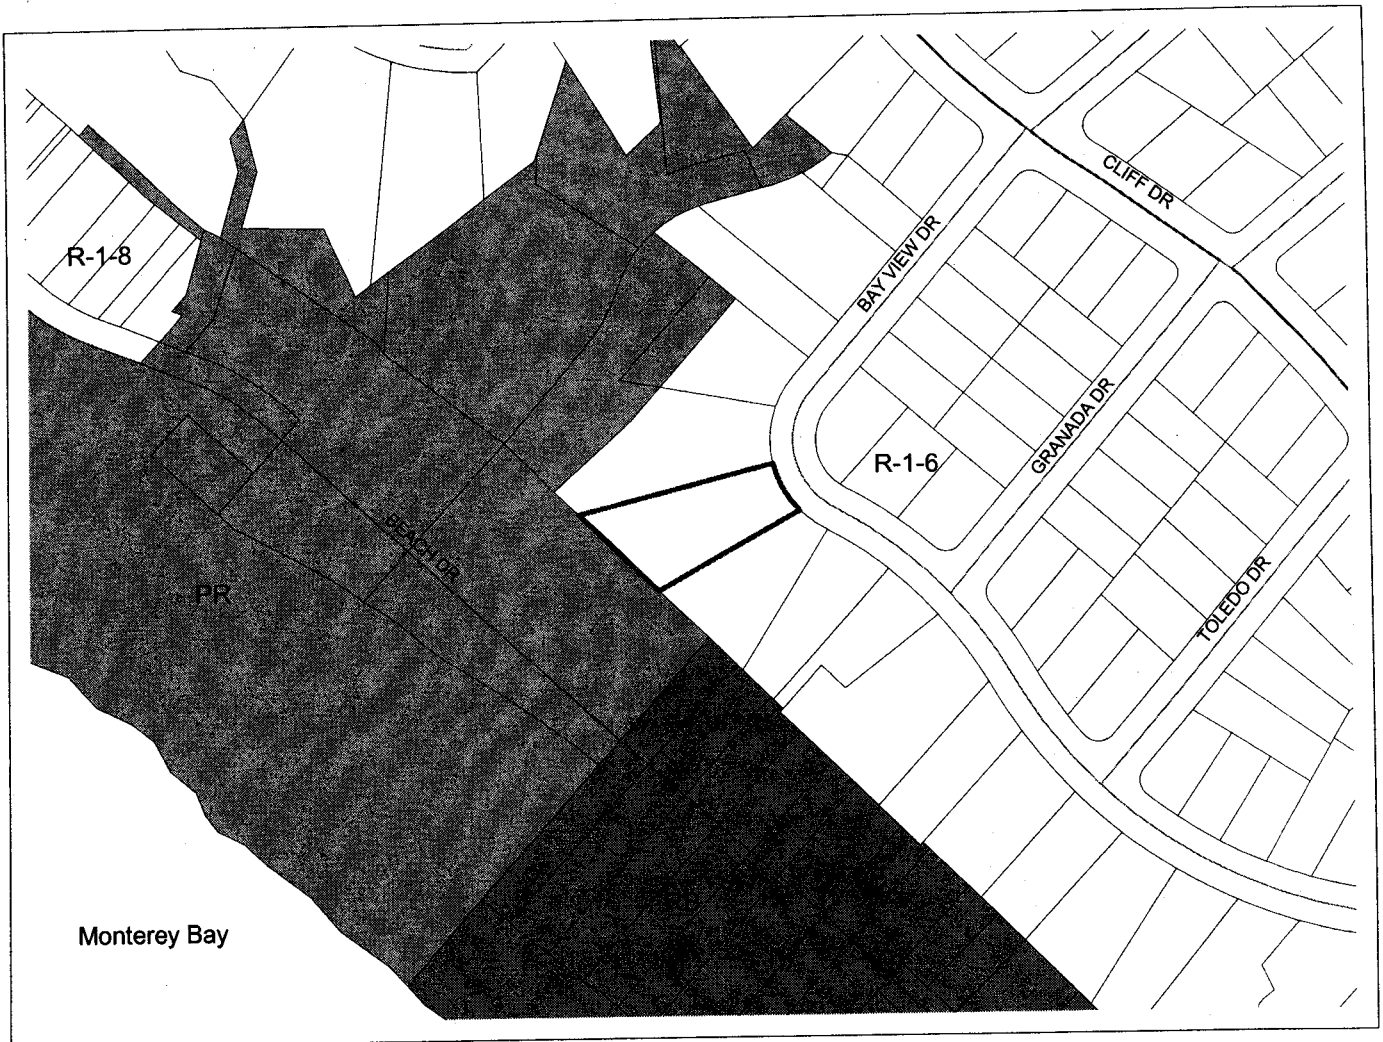 CLIFF DR
BAY VIEW DR
R-1-8
GRANADA DR
R-1-6
BEACH DR
TOLEDO DR
PR
Monterey Bay